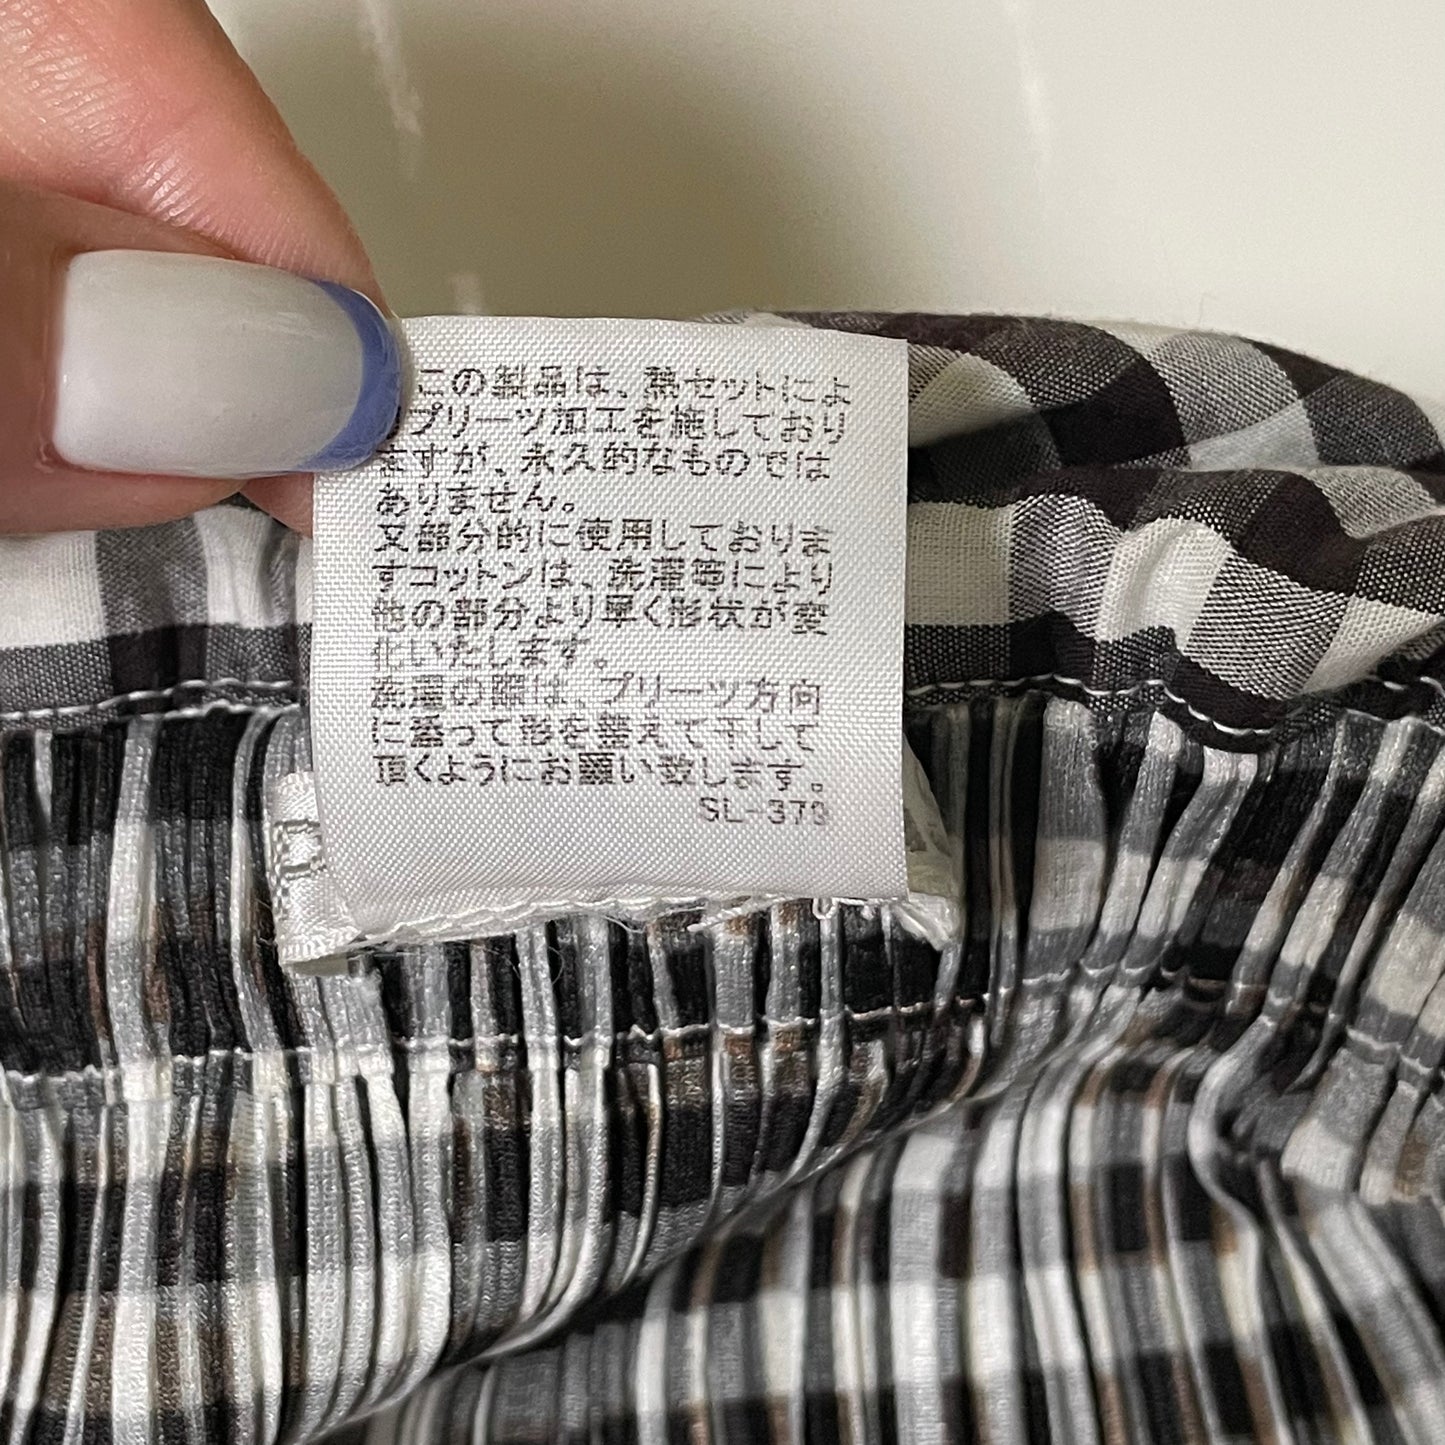 この製品は、熱セットによ
プリーツ加工を施しており
ますが、永久的なものでは
ありません。
又部分的に使用しておりま
すコットンは、洗濯等により
他の部分より早く形状が変
化いたします。
洗濯の際は、プリーツ方向
に添って形を整えて干して
頂くようにお願い致します。
SL-379